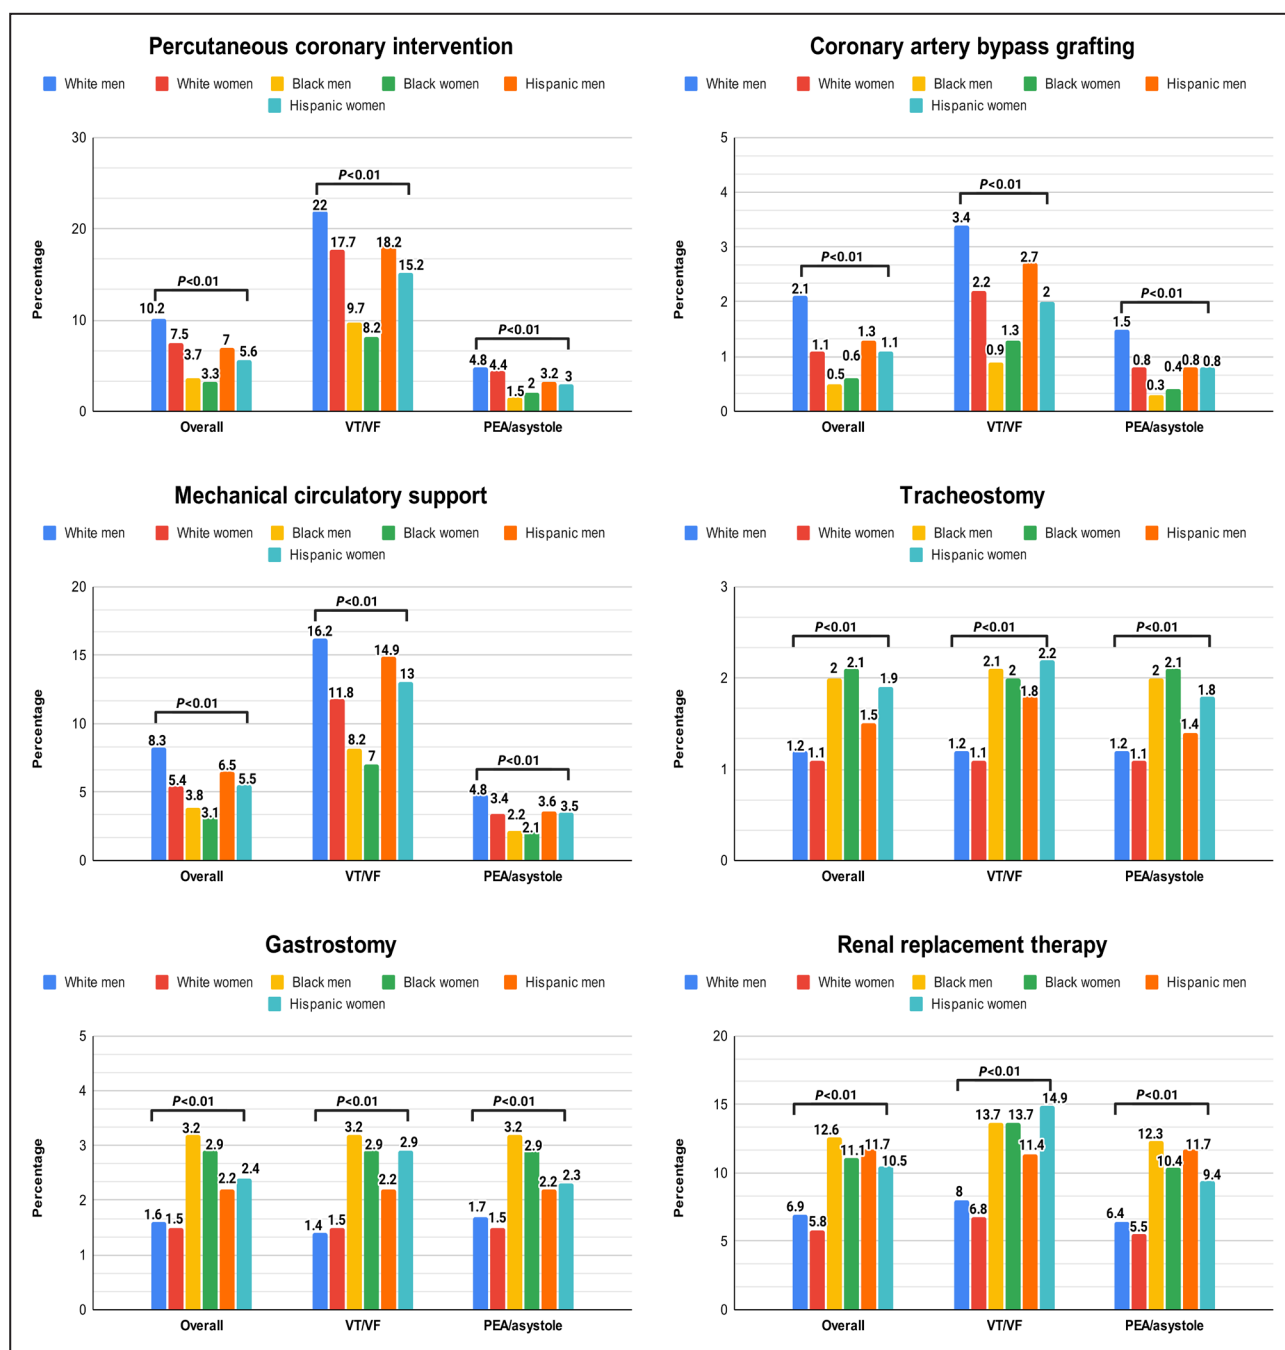 Percutaneous coronary intervention
White men White women Black men Black women Hispanic men
Hispanic women
Percentage
30
20
10
0
P<0.01
10.2 7.5 3.7 3.3 7 5.6
P<0.01
22 17.7 9.7 8.2 18.2 15.2
P<0.01
4.8 4.4 1.5 2 3.2 3
Overall VT/VF PEA/asystole
Coronary artery bypass grafting
White men White women Black men Black women Hispanic men
Hispanic women
Percentage
5
4
3
2
1
0
P<0.01
2.1 1.1 0.5 0.6 1.3 1.1
P<0.01
3.4 2.2 0.9 1.3 2.7 2
P<0.01
1.5 0.8 0.3 0.4 0.8 0.8
Overall VT/VF PEA/asystole
Mechanical circulatory support
White men White women Black men Black women Hispanic men
Hispanic women
Percentage
20
15
10
5
0
P<0.01
8.3 5.4 3.8 3.1 6.5 5.5
P<0.01
16.2 11.8 8.2 7 14.9 13
P<0.01
4.8 3.4 2.2 2.1 3.6 3.5
Overall VT/VF PEA/asystole
Tracheostomy
White men White women Black men Black women Hispanic men
Hispanic women
Percentage
3
2
1
0
P<0.01
1.2 1.1 2 2.1 1.5 1.9
P<0.01
1.2 1.1 2.1 2 1.8 2.2
P<0.01
1.2 1.1 2 2.1 1.4 1.8
Overall VT/VF PEA/asystole
Gastrostomy
White men White women Black men Black women Hispanic men
Hispanic women
Percentage
5
4
3
2
1
0
P<0.01
1.6 1.5 3.2 2.9 2.2 2.4
P<0.01
1.4 1.5 3.2 2.9 2.2 2.9
P<0.01
1.7 1.5 3.2 2.9 2.2 2.3
Overall VT/VF PEA/asystole
Renal replacement therapy
White men White women Black men Black women Hispanic men
Hispanic women
Percentage
20
15
10
5
0
P<0.01
6.9 5.8 12.6 11.1 11.7 10.5
P<0.01
8 6.8 13.7 13.7 11.4 14.9
P<0.01
6.4 5.5 12.3 10.4 11.7 9.4
Overall VT/VF PEA/asystole